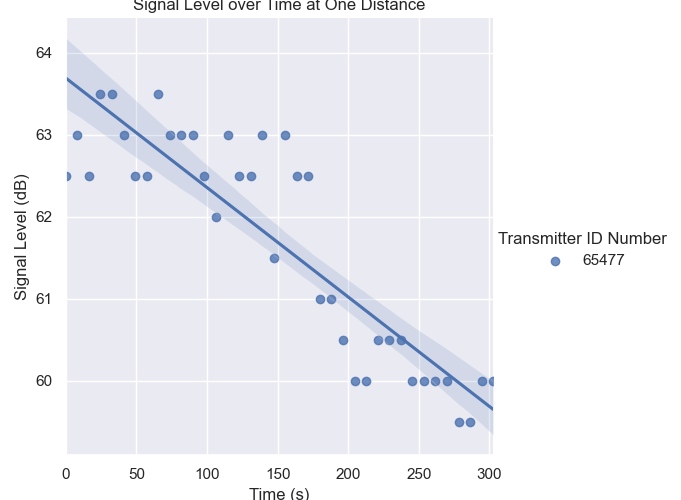 Signal Level over Time at One Distance
64
63
62
61
60
Signal Level (dB)
0 50 100 150 200 250 300
Time (s)
Transmitter ID Number
65477